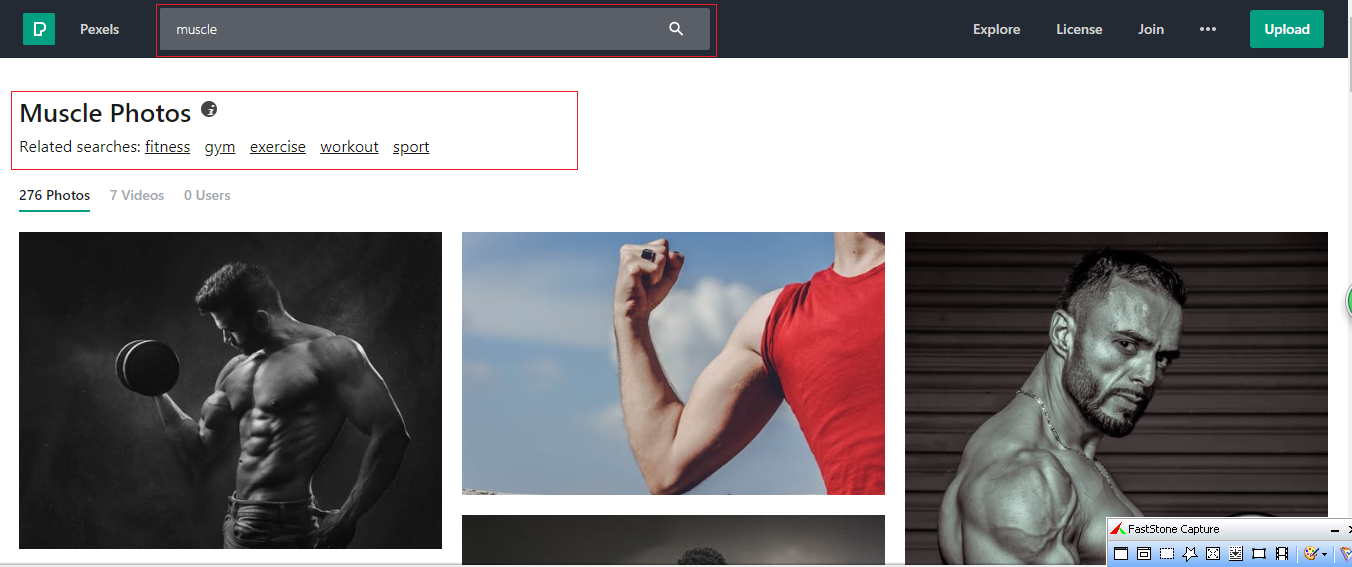 Pexels
muscle
Explore License Join ••• Upload
Muscle Photos
Related searches: fitness gym exercise workout sport
276 Photos 7 Videos 0 Users
FastStone Capture